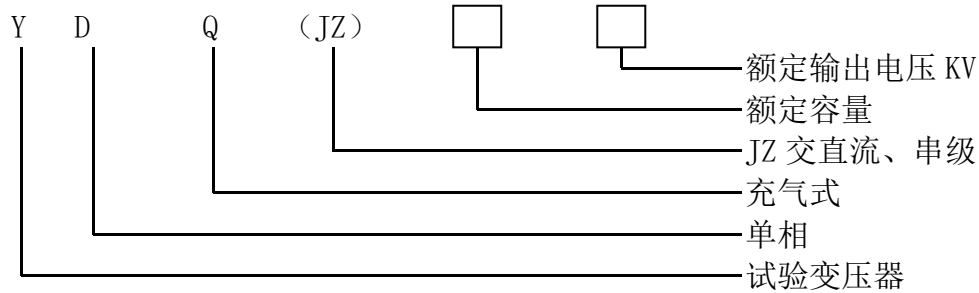 Y D Q （JZ）
额定输出电压 KV
额定容量
JZ 交直流、串级
充气式
单相
试验变压器